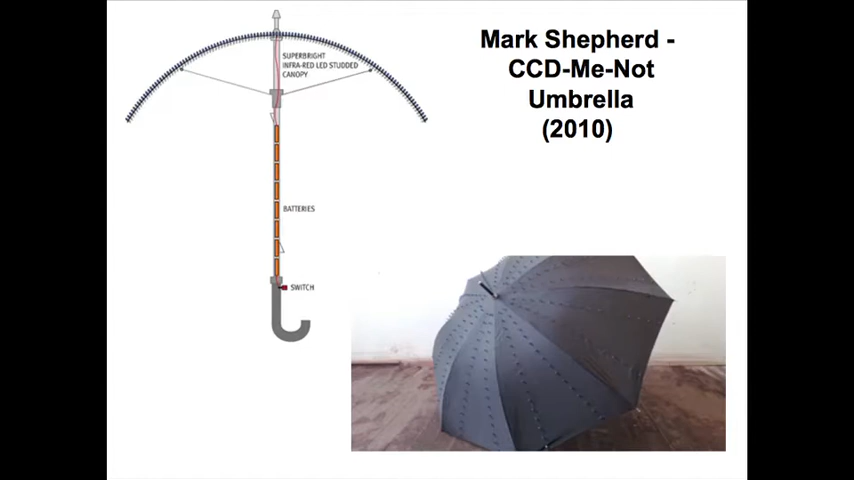 Mark Shepherd -
CCD-Me-Not
Umbrella
(2010)
SUPERBRIGHT
INFRA-RED LED STUDDED
CANOPY
BATTERIES
SWITCH